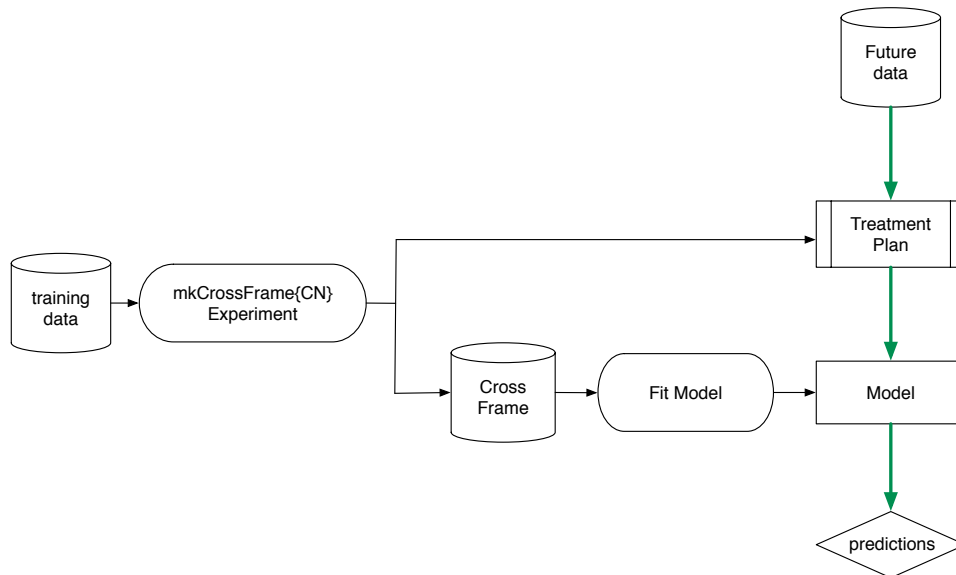 Future
data
Treatment
Plan
training
data
mkCrossFrame{CN}
Experiment
Cross
Frame
Fit Model
Model
predictions